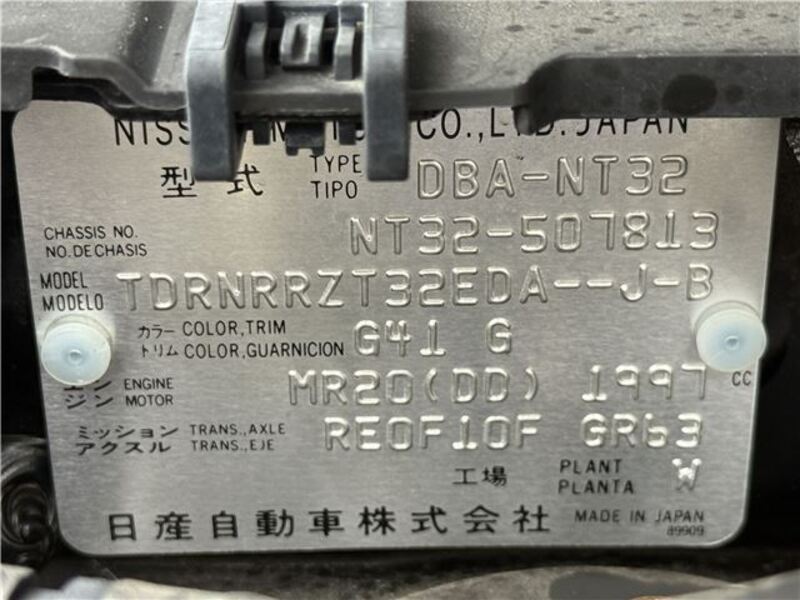 CO., LTD. JAPAN
型式 TYPE TIPO DBA-NT32
CHASSIS NO. NO.DECHASIS NT32-507813
MODEL MODELO TDRNRRZT32EDA--J-B
カラー COLOR,TRIM トリム COLOR,GUARNICION G41 G
ENGINE ジン MOTOR MR20(DD) 1997 CC
ミッション TRANS.,AXLE アクスル TRANS.,EJE RE0F10F GR63
工場 PLANT PLANTA W
日産自動車株式会社 MADE IN JAPAN
89909